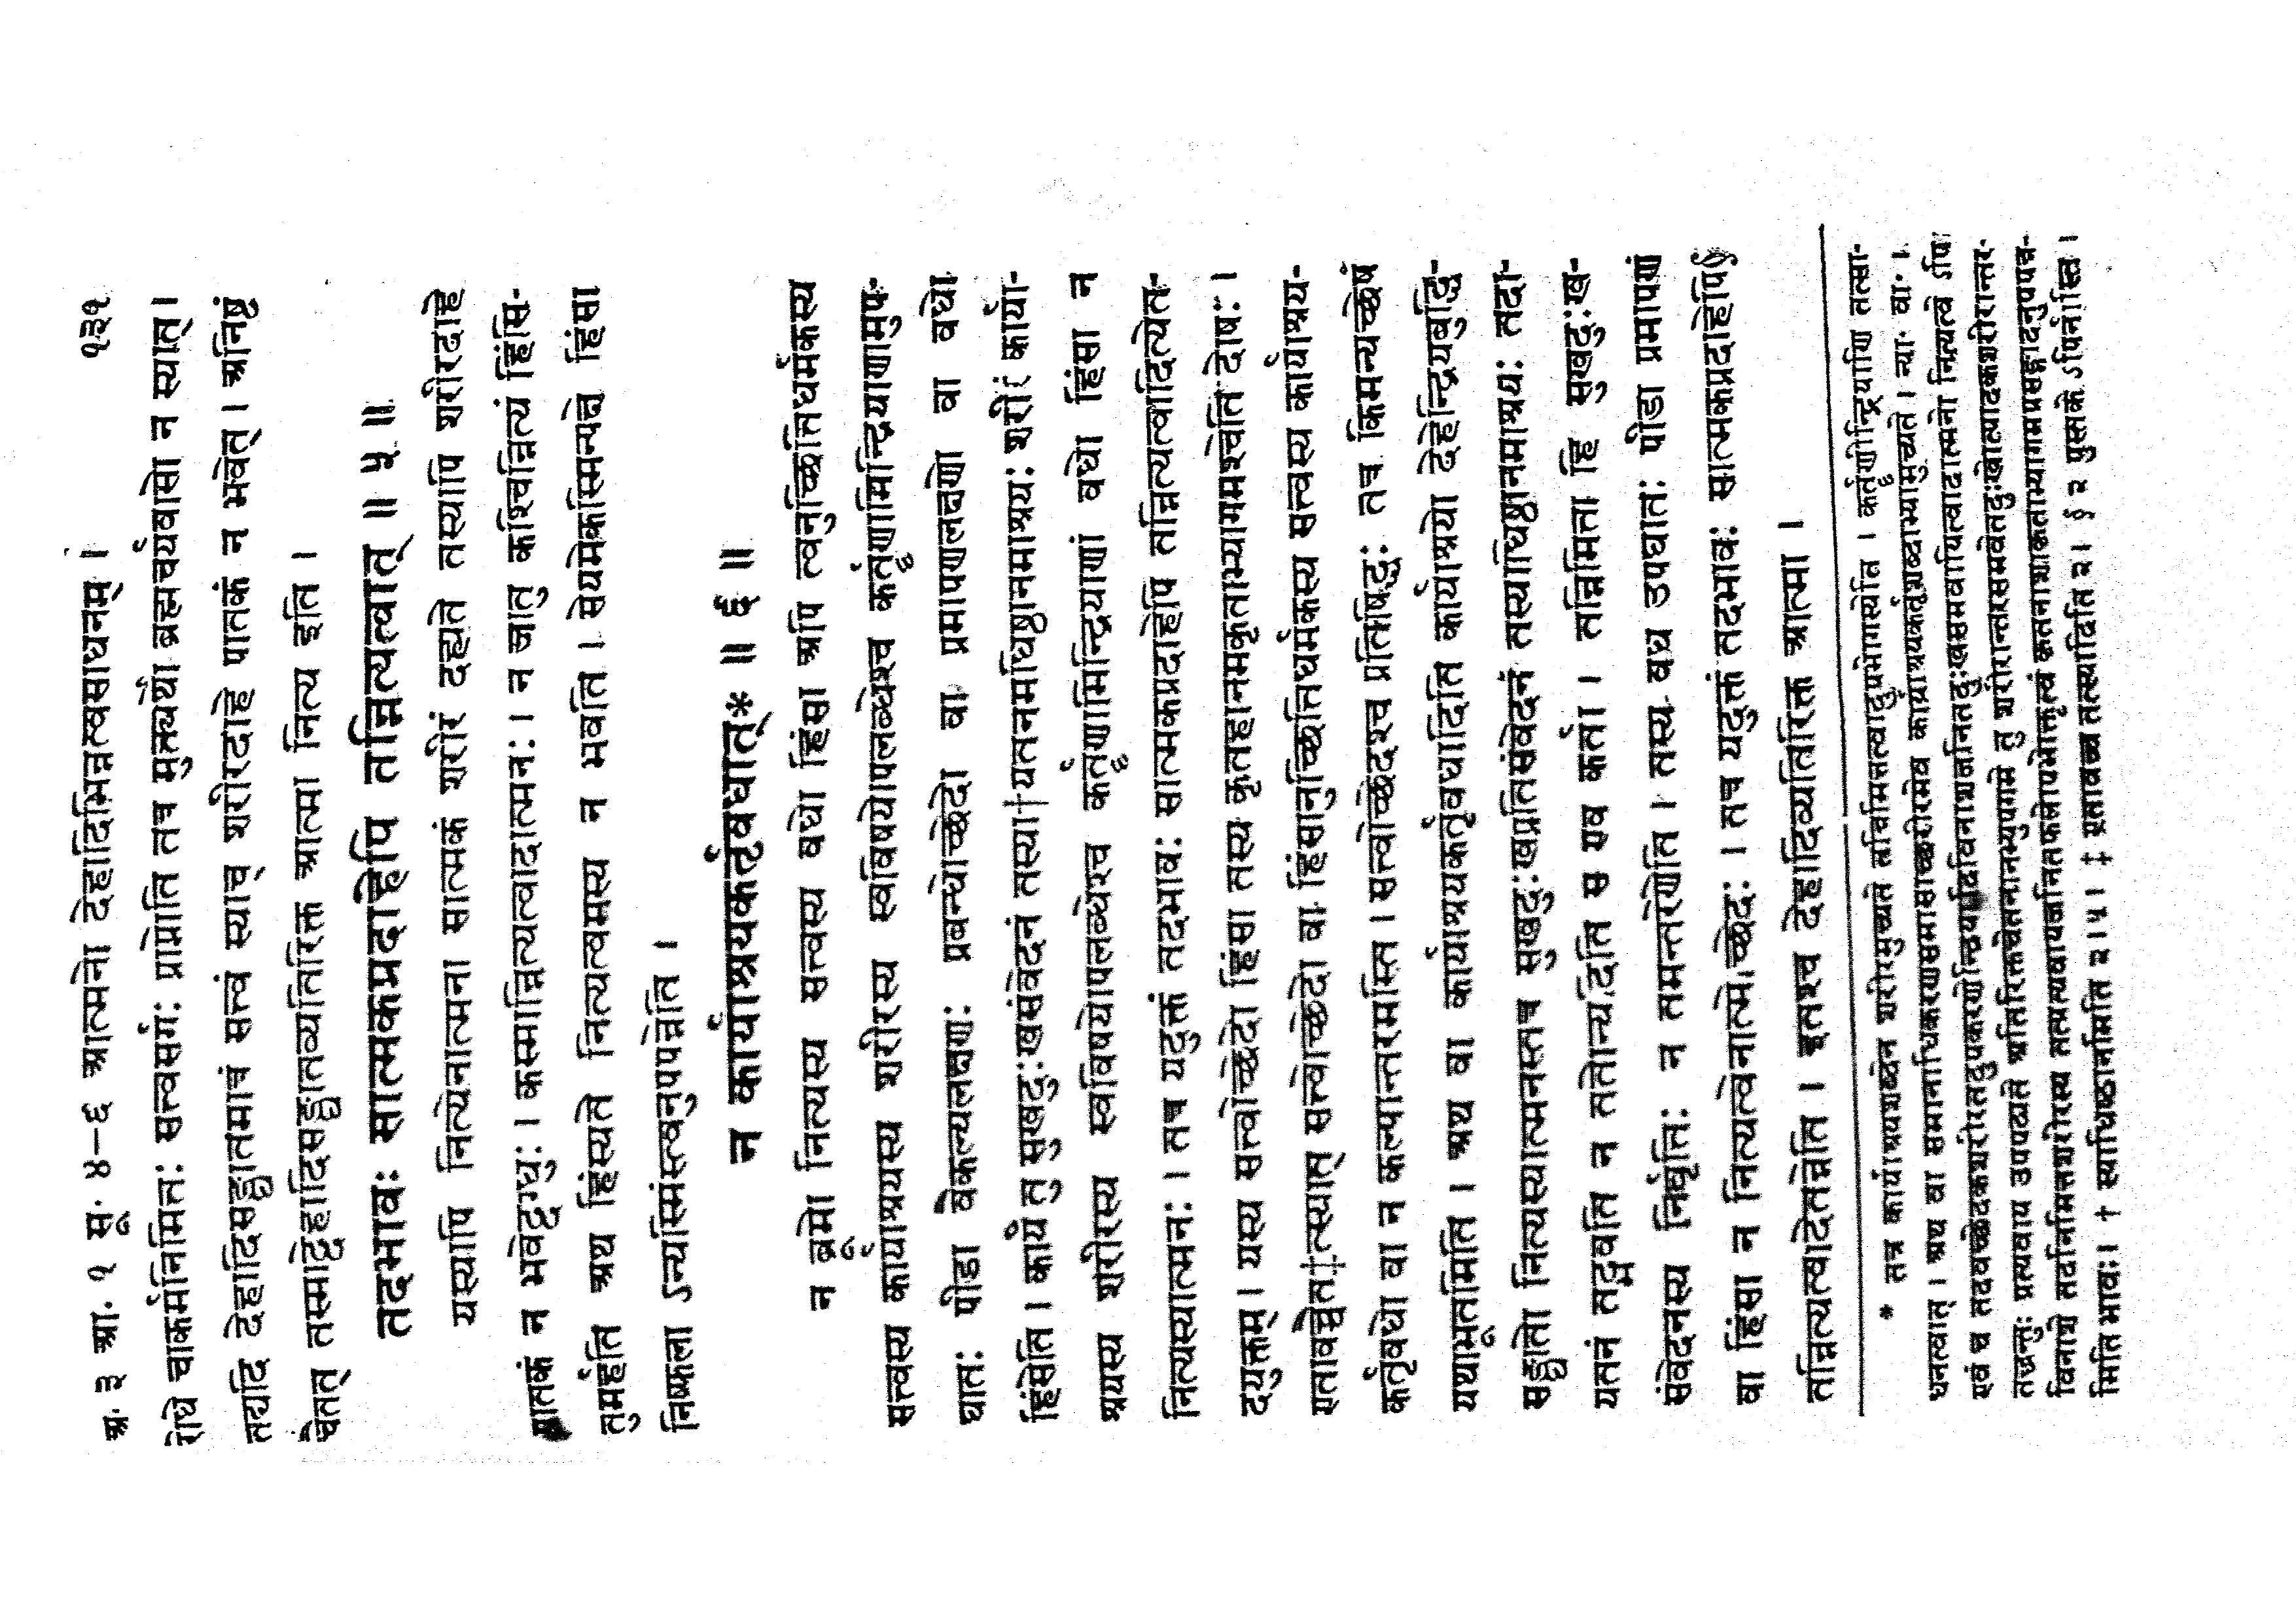 अ. ३ आ. १ सू. ४-६ आत्मनो देहादिभिन्नत्वसाधनम् । १३१
रोधे चाकर्मनिमित्तः सत्त्वसर्गः प्राप्नोति तत्र मुक्त्यर्थो ब्रह्मचर्यवासो न स्यात्।
तद्यदि देहादिसङ्घातमात्रं सत्त्वं स्याच् शरीरदाहे पातकं न भवेत् । अनिष्टं
चैतत् तस्माद्देहादिसङ्घातव्यतिरिक्त आत्मा नित्य इति ।
तदभावः सात्मकप्रदाहेपि तन्नित्यत्वात् ॥ ५ ॥
यस्यापि नित्येनात्मना सात्मकं शरीरं दह्यते तस्यापि शरीरदाहे
पातकं न भवेद्दग्धुः । कस्मान्नित्यत्वादात्मनः । न जातु कश्चिन्नित्यं हिंसि-
तुमर्हति अथ हिंस्यते नित्यत्वमस्य न भवति । सेयमेकस्मिन्पक्षे हिंसा
निष्फला ऽन्यस्मिंस्त्वनुपपन्नेति ।
न कार्याश्रयकर्तृवधात्* ॥ ६ ॥
न ब्रूमो नित्यस्य सत्त्वस्य वधो हिंसा अपि त्वनुच्छित्तिधर्मकस्य
सत्त्वस्य कार्याश्रयस्य शरीरस्य स्वविषयोपलब्धेश्च कर्तॄणामिन्द्रियाणामुप-
घातः पीडा वैकल्यलक्षणः प्रबन्धोच्छेदो वा प्रमापणलक्षणो वा वधो
हिंसेति । कार्यं तु सुखदुःखसंवेदनं तस्या†यतनमधिष्ठानमाश्रयः शरीरं कार्या-
श्रयस्य शरीरस्य स्वविषयोपलब्धेश्च कर्तॄणामिन्द्रियाणां वधो हिंसा न
नित्यस्यात्मनः । तत्र यदुक्तं तदभावः सात्मकप्रदाहेपि तन्नित्यत्वादित्येत-
दयुक्तम् । यस्य सत्त्वोच्छेदो हिंसा तस्य कृतहानमकृताभ्यागमश्चेति दोषः ।
एतावच्चैत‡त्स्यात् सत्त्वोच्छेदो वा हिंसानुच्छित्तिधर्मकस्य सत्त्वस्य कार्याश्रय-
कर्तृवधो वा न कल्पान्तरमस्ति । सत्त्वोच्छेदश्च प्रतिषिद्धः तत्र किमन्यच्छेषं
यथाभूतमिति । अथ वा कार्याश्रयकर्तृवधादिति कार्याश्रयो देहेन्द्रियबुद्धि-
सङ्घातो नित्यस्यात्मनस्तत्र सुखदुःखप्रतिसंवेदनं तस्याधिष्ठानमाश्रयः तदा-
यतनं तद्भवति न ततोन्यदिति स एव कर्ता । तन्निमित्ता हि सुखदुःख-
संवेदनस्य निर्वृत्तिः न तमन्तरेणेति । तस्य वध उपघातः पीडा प्रमापणं
वा हिंसा न नित्यत्वेनात्मोच्छेदः । तत्र यदुक्तं तदभावः सात्मकप्रदाहेपि§
तन्नित्यत्वादेतन्नेति । इतश्च देहादिव्यतिरिक्त आत्मा ।
* तत्र कार्याश्रयशब्देन शरीरमुच्यते तन्निमित्तत्वादुपभोगस्येति । कर्तॄणीन्द्रियाणि तत्सा-
धनत्वात् । अथ वा समानाधिकरणसमासाच्छरीरमेव कार्याश्रयकर्तृशब्दाभ्यामुच्यते । न्या. वा. ।
एवं च तदवच्छेदकशरीरतदुपकरणेन्द्रियादिविनाशजनितदुःखसमवायित्वादात्मनो नित्यत्वे ऽपि
तद्धन्तुः प्रत्यवाय उपपद्यते अतिरिक्तचेतनानभ्युपगमे तु शरीरान्तरसमवेतदुःखोत्पादकशरीरान्तर-
विनाशे तदनिमित्तशरीरस्य तत्प्रत्यवायजनितफलोपभोक्तृत्वं कृतनाशाकृताभ्यागमप्रसङ्गादनुपपन्न-
मिति भावः । † स्याधिष्ठानमिति २।५। ‡ एतावच्च तत्स्यादिति २। § २ पुस्तके ऽपिर्नास्ति ।